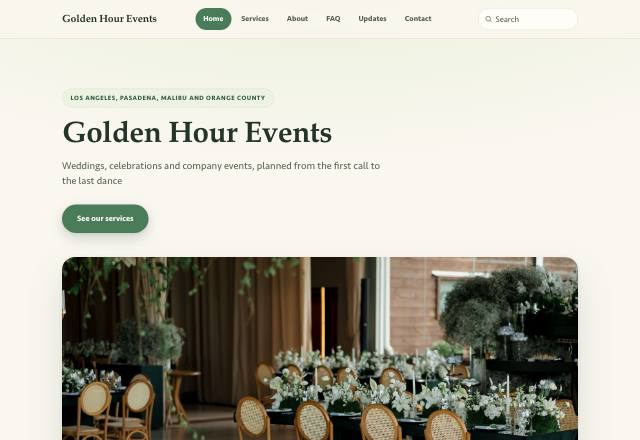 Golden Hour Events
Home
Services
About
FAQ
Updates
Contact
Search
LOS ANGELES, PASADENA, MALIBU AND ORANGE COUNTY
Golden Hour Events
Weddings, celebrations and company events, planned from the first call to
the last dance
See our services